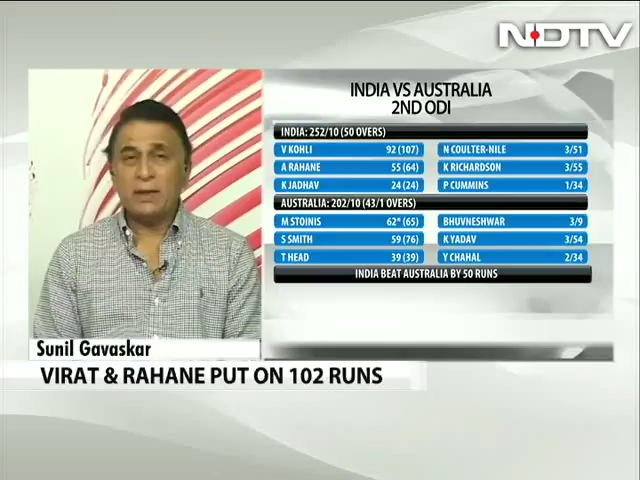 NDTV
INDIA VS AUSTRALIA
2ND ODI
INDIA: 252/10 (50 OVERS)
V KOHLI 92 (107) N COULTER-NILE 3/51
A RAHANE 55 (64) K RICHARDSON 3/55
K JADHAV 24 (24) P CUMMINS 1/34
AUSTRALIA: 202/10 (43/1 OVERS)
M STOINIS 62* (65) BHUVNESHWAR 3/9
S SMITH 59 (76) K YADAV 3/54
T HEAD 39 (39) Y CHAHAL 2/34
INDIA BEAT AUSTRALIA BY 50 RUNS
Sunil Gavaskar
VIRAT & RAHANE PUT ON 102 RUNS